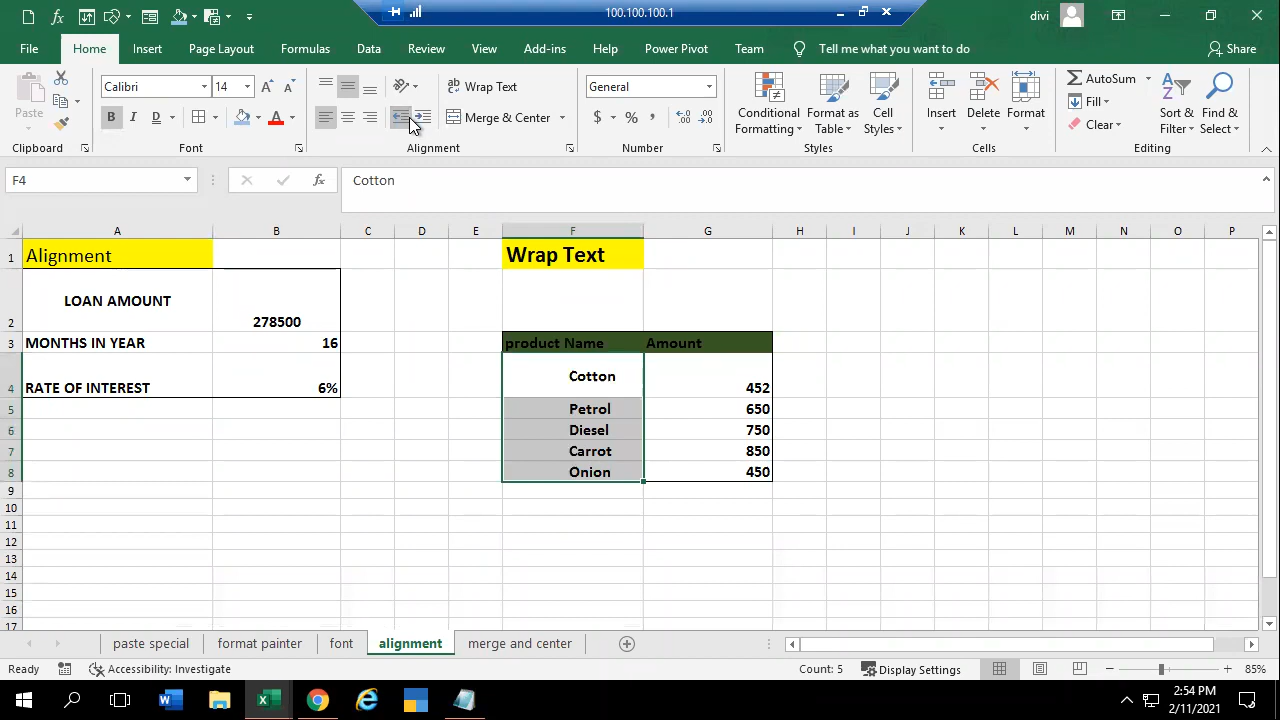 100.100.100.1
divi
File Home Insert Page Layout Formulas Data Review View Add-ins Help Power Pivot Team Tell me what you want to do Share
Paste Calibri 14 Wrap Text General Conditional Formatting Format as Table Cell Styles Insert Delete Format AutoSum Fill Clear Sort & Filter Find & Select
B I D A Merge & Center $ %
Clipboard Font Alignment Number Styles Cells Editing
F4 fx Cotton
A B C D E F G H I J K L M N O P
1 Alignment Wrap Text
2 LOAN AMOUNT 278500
3 MONTHS IN YEAR 16 product Name Amount
4 RATE OF INTEREST 6% Cotton 452
5 Petrol 650
6 Diesel 750
7 Carrot 850
8 Onion 450
9
10
11
12
13
14
15
16
17
paste special format painter font alignment merge and center
Ready Accessibility: Investigate Count: 5 Display Settings 85%
2:54 PM
2/11/2021